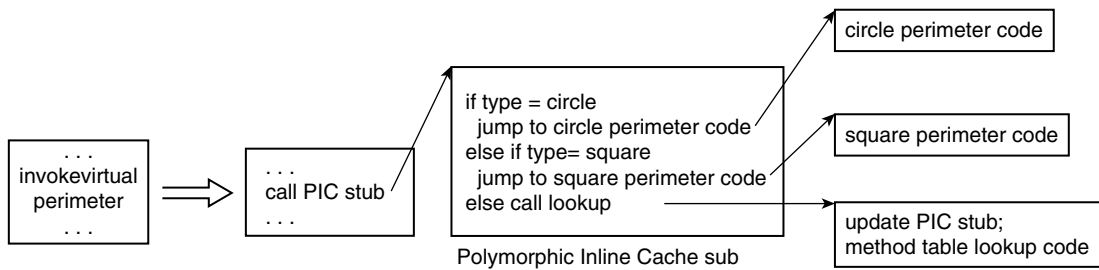 . . .
invokevirtual
perimeter
. . .
. . .
call PIC stub
. . .
if type = circle
jump to circle perimeter code
else if type= square
jump to square perimeter code
else call lookup
Polymorphic Inline Cache sub
circle perimeter code
square perimeter code
update PIC stub;
method table lookup code